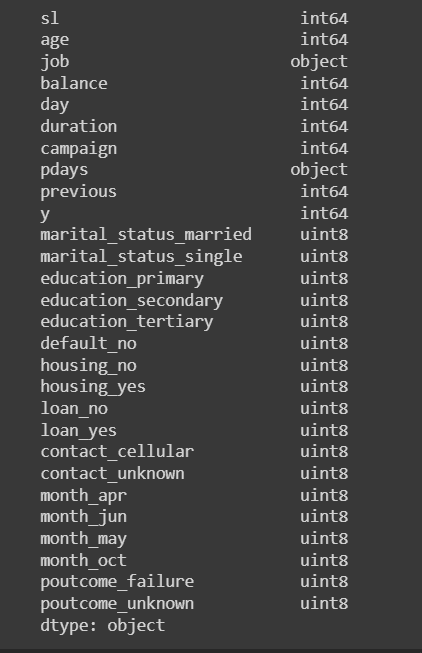 sl int64
age int64
job object
balance int64
day int64
duration int64
campaign int64
pdays object
previous int64
y int64
marital_status_married uint8
marital_status_single uint8
education_primary uint8
education_secondary uint8
education_tertiary uint8
default_no uint8
housing_no uint8
housing_yes uint8
loan_no uint8
loan_yes uint8
contact_cellular uint8
contact_unknown uint8
month_apr uint8
month_jun uint8
month_may uint8
month_oct uint8
poutcome_failure uint8
poutcome_unknown uint8
dtype: object